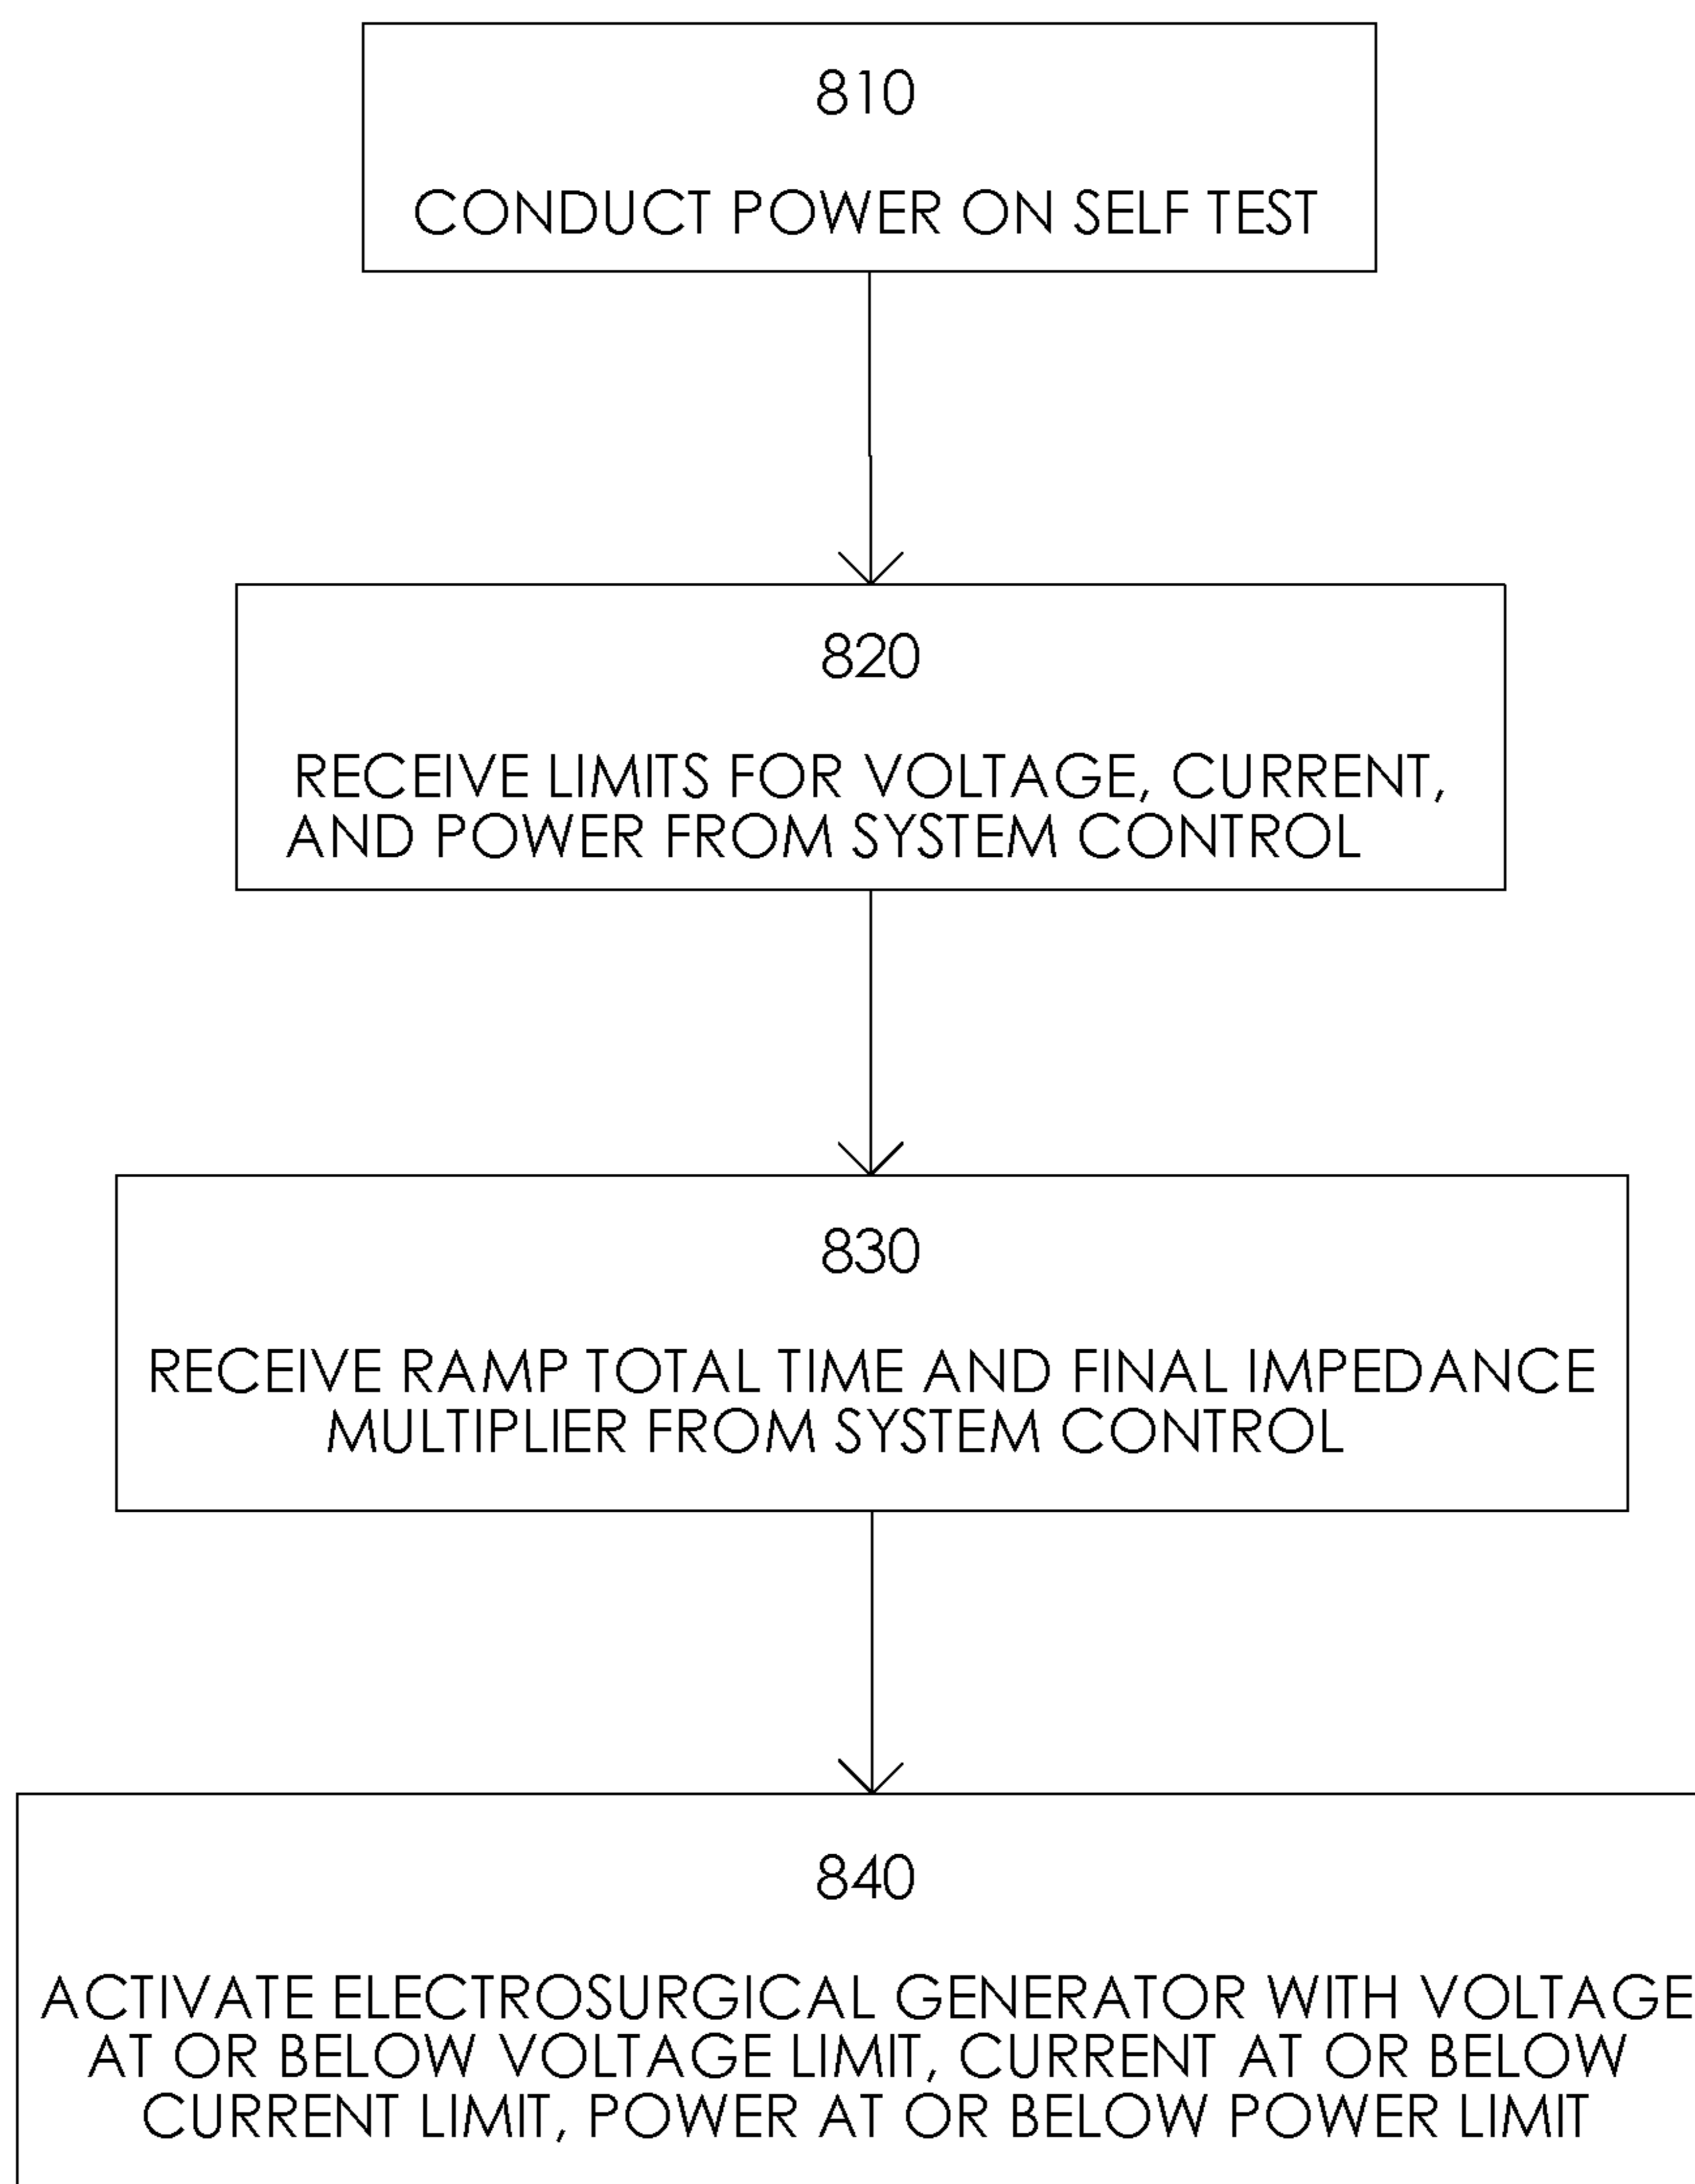 810
CONDUCT POWER ON SELF TEST
820
RECEIVE LIMITS FOR VOLTAGE, CURRENT,
AND POWER FROM SYSTEM CONTROL
830
RECEIVE RAMP TOTAL TIME AND FINAL IMPEDANCE
MULTIPLIER FROM SYSTEM CONTROL
840
ACTIVATE ELECTROSURGICAL GENERATOR WITH VOLTAGE
AT OR BELOW VOLTAGE LIMIT, CURRENT AT OR BELOW
CURRENT LIMIT, POWER AT OR BELOW POWER LIMIT